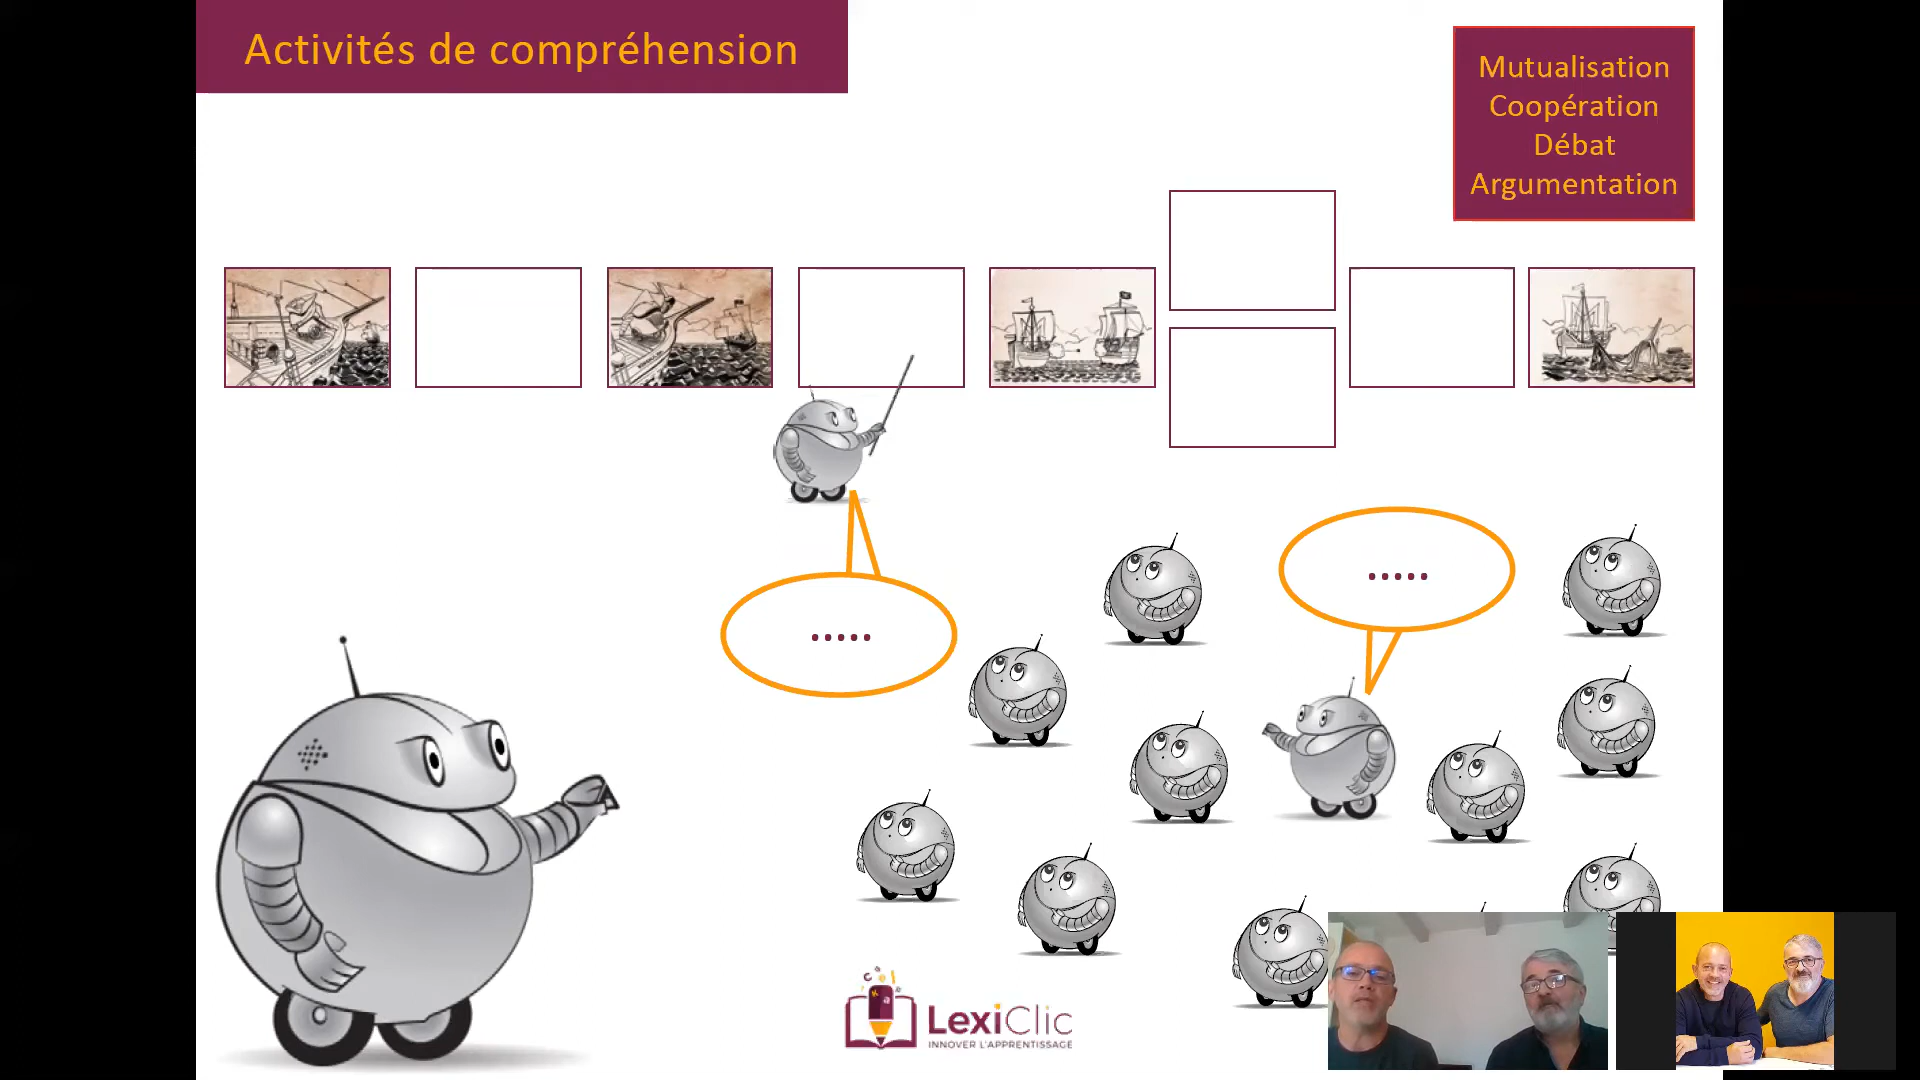 Activités de compréhension
Mutualisation
Coopération
Débat
Argumentation
.....
.....
LexiClic
INNOVER L'APPRENTISSAGE